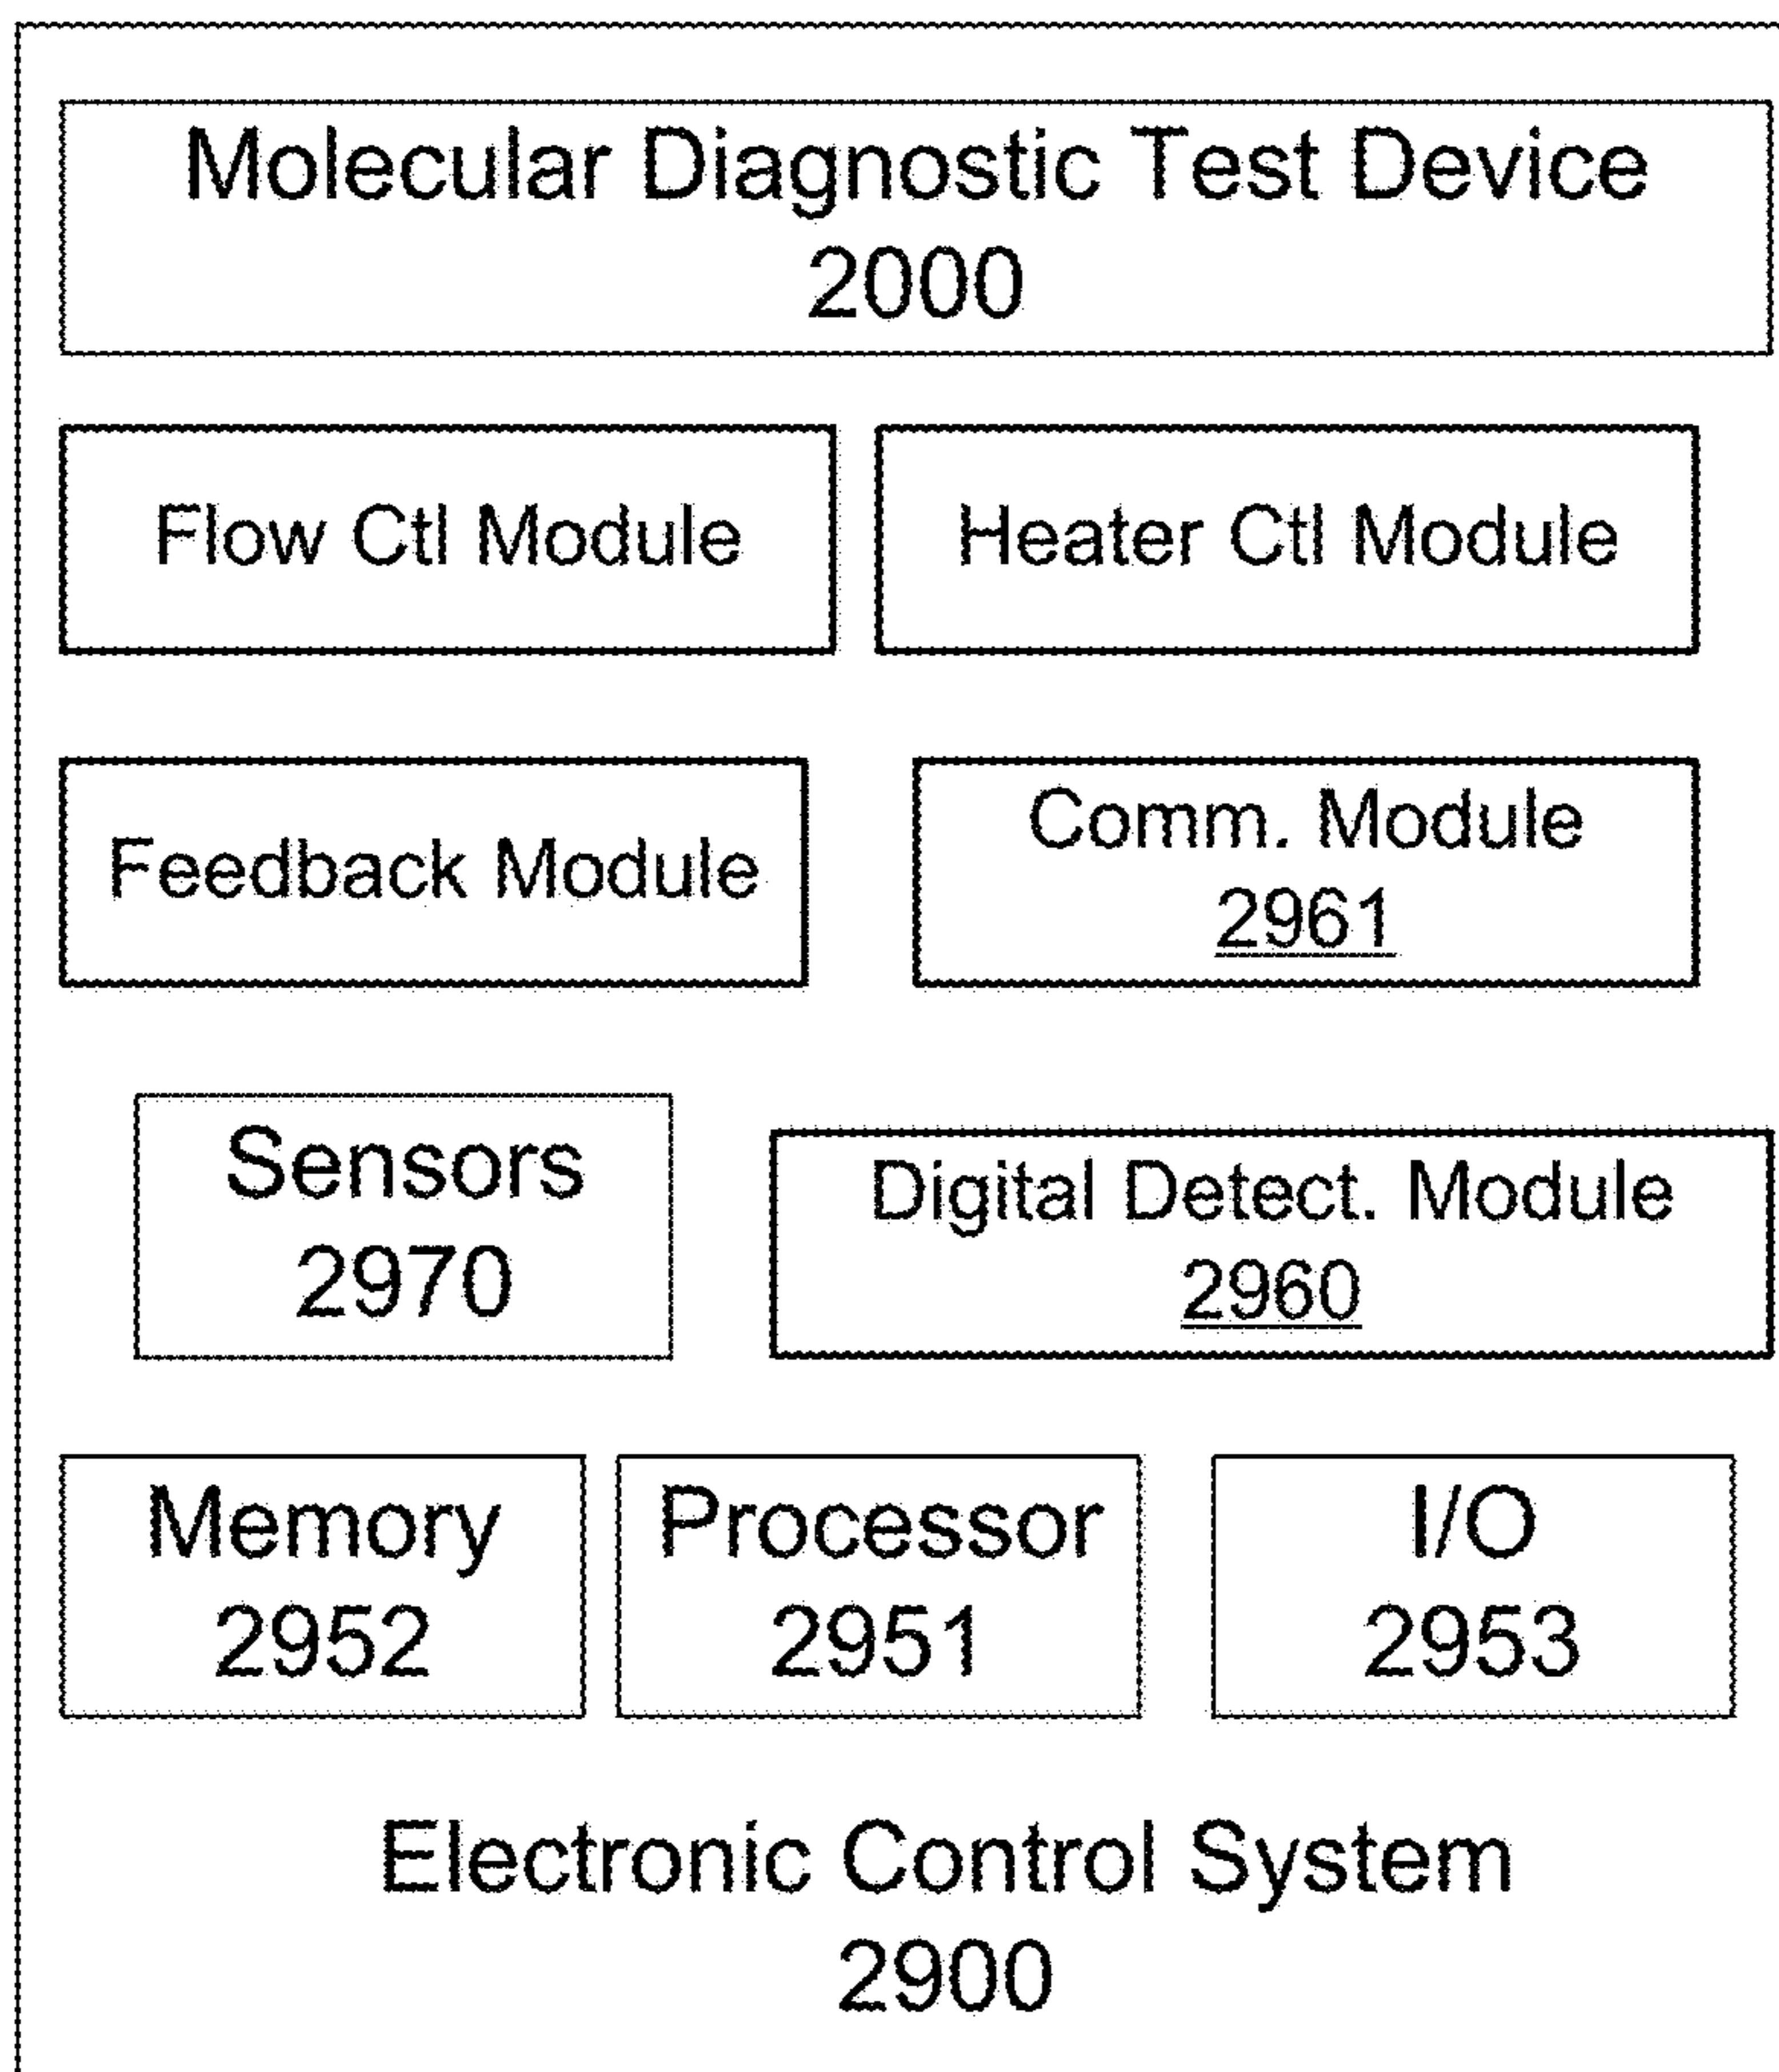 Molecular Diagnostic Test Device
2000
Flow Ctl Module
Heater Ctl Module
Feedback Module
Comm. Module
2961
Sensors
2970
Digital Detect. Module
2960
Memory
2952
Processor
2951
I/O
2953
Electronic Control System
2900